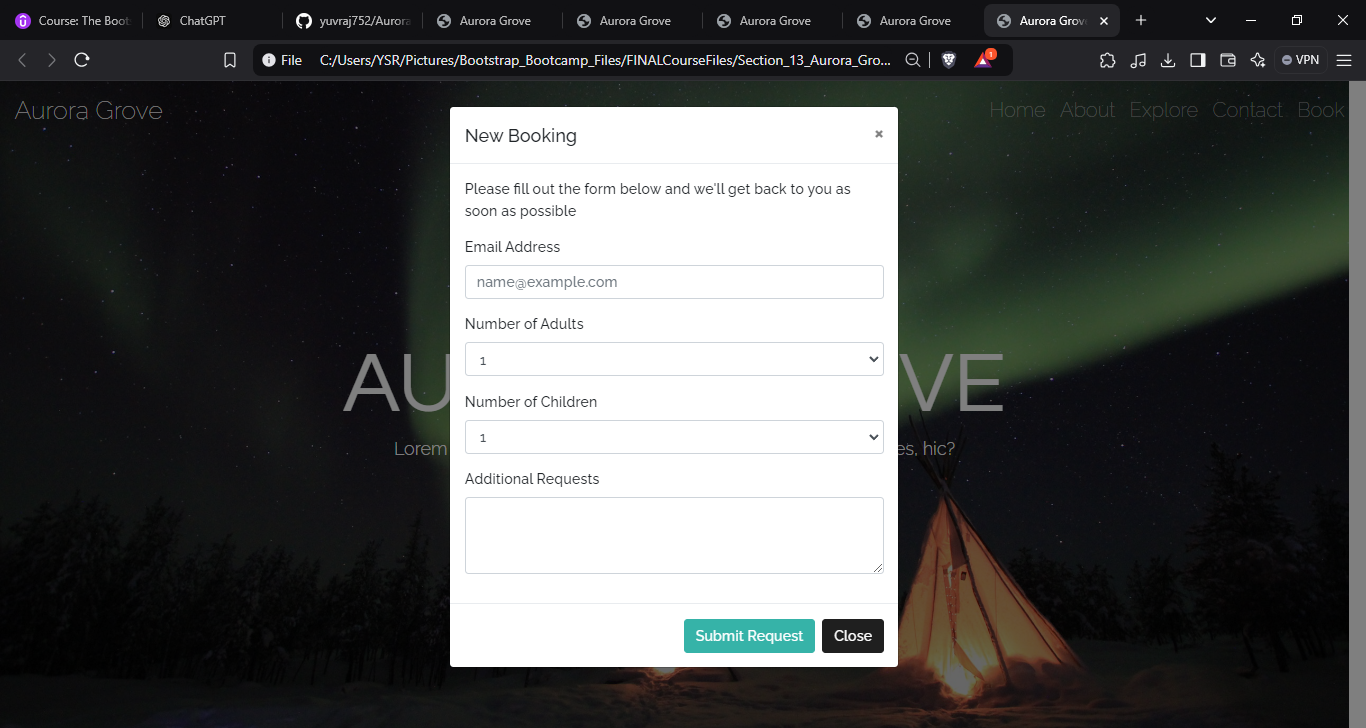 Course: The Boots
ChatGPT
yuvraj752/Aurora
Aurora Grove
Aurora Grove
Aurora Grove
Aurora Grove
Aurora Grov
File C:/Users/YSR/Pictures/Bootstrap_Bootcamp_Files/FINALCourseFiles/Section_13_Aurora_Gro...
1
VPN
Aurora Grove
Home About Explore Contact Book
New Booking
×
Please fill out the form below and we'll get back to you as
soon as possible
Email Address
name@example.com
Number of Adults
1
AU
VE
Number of Children
1
Lorem
es, hic?
Additional Requests
Submit Request
Close